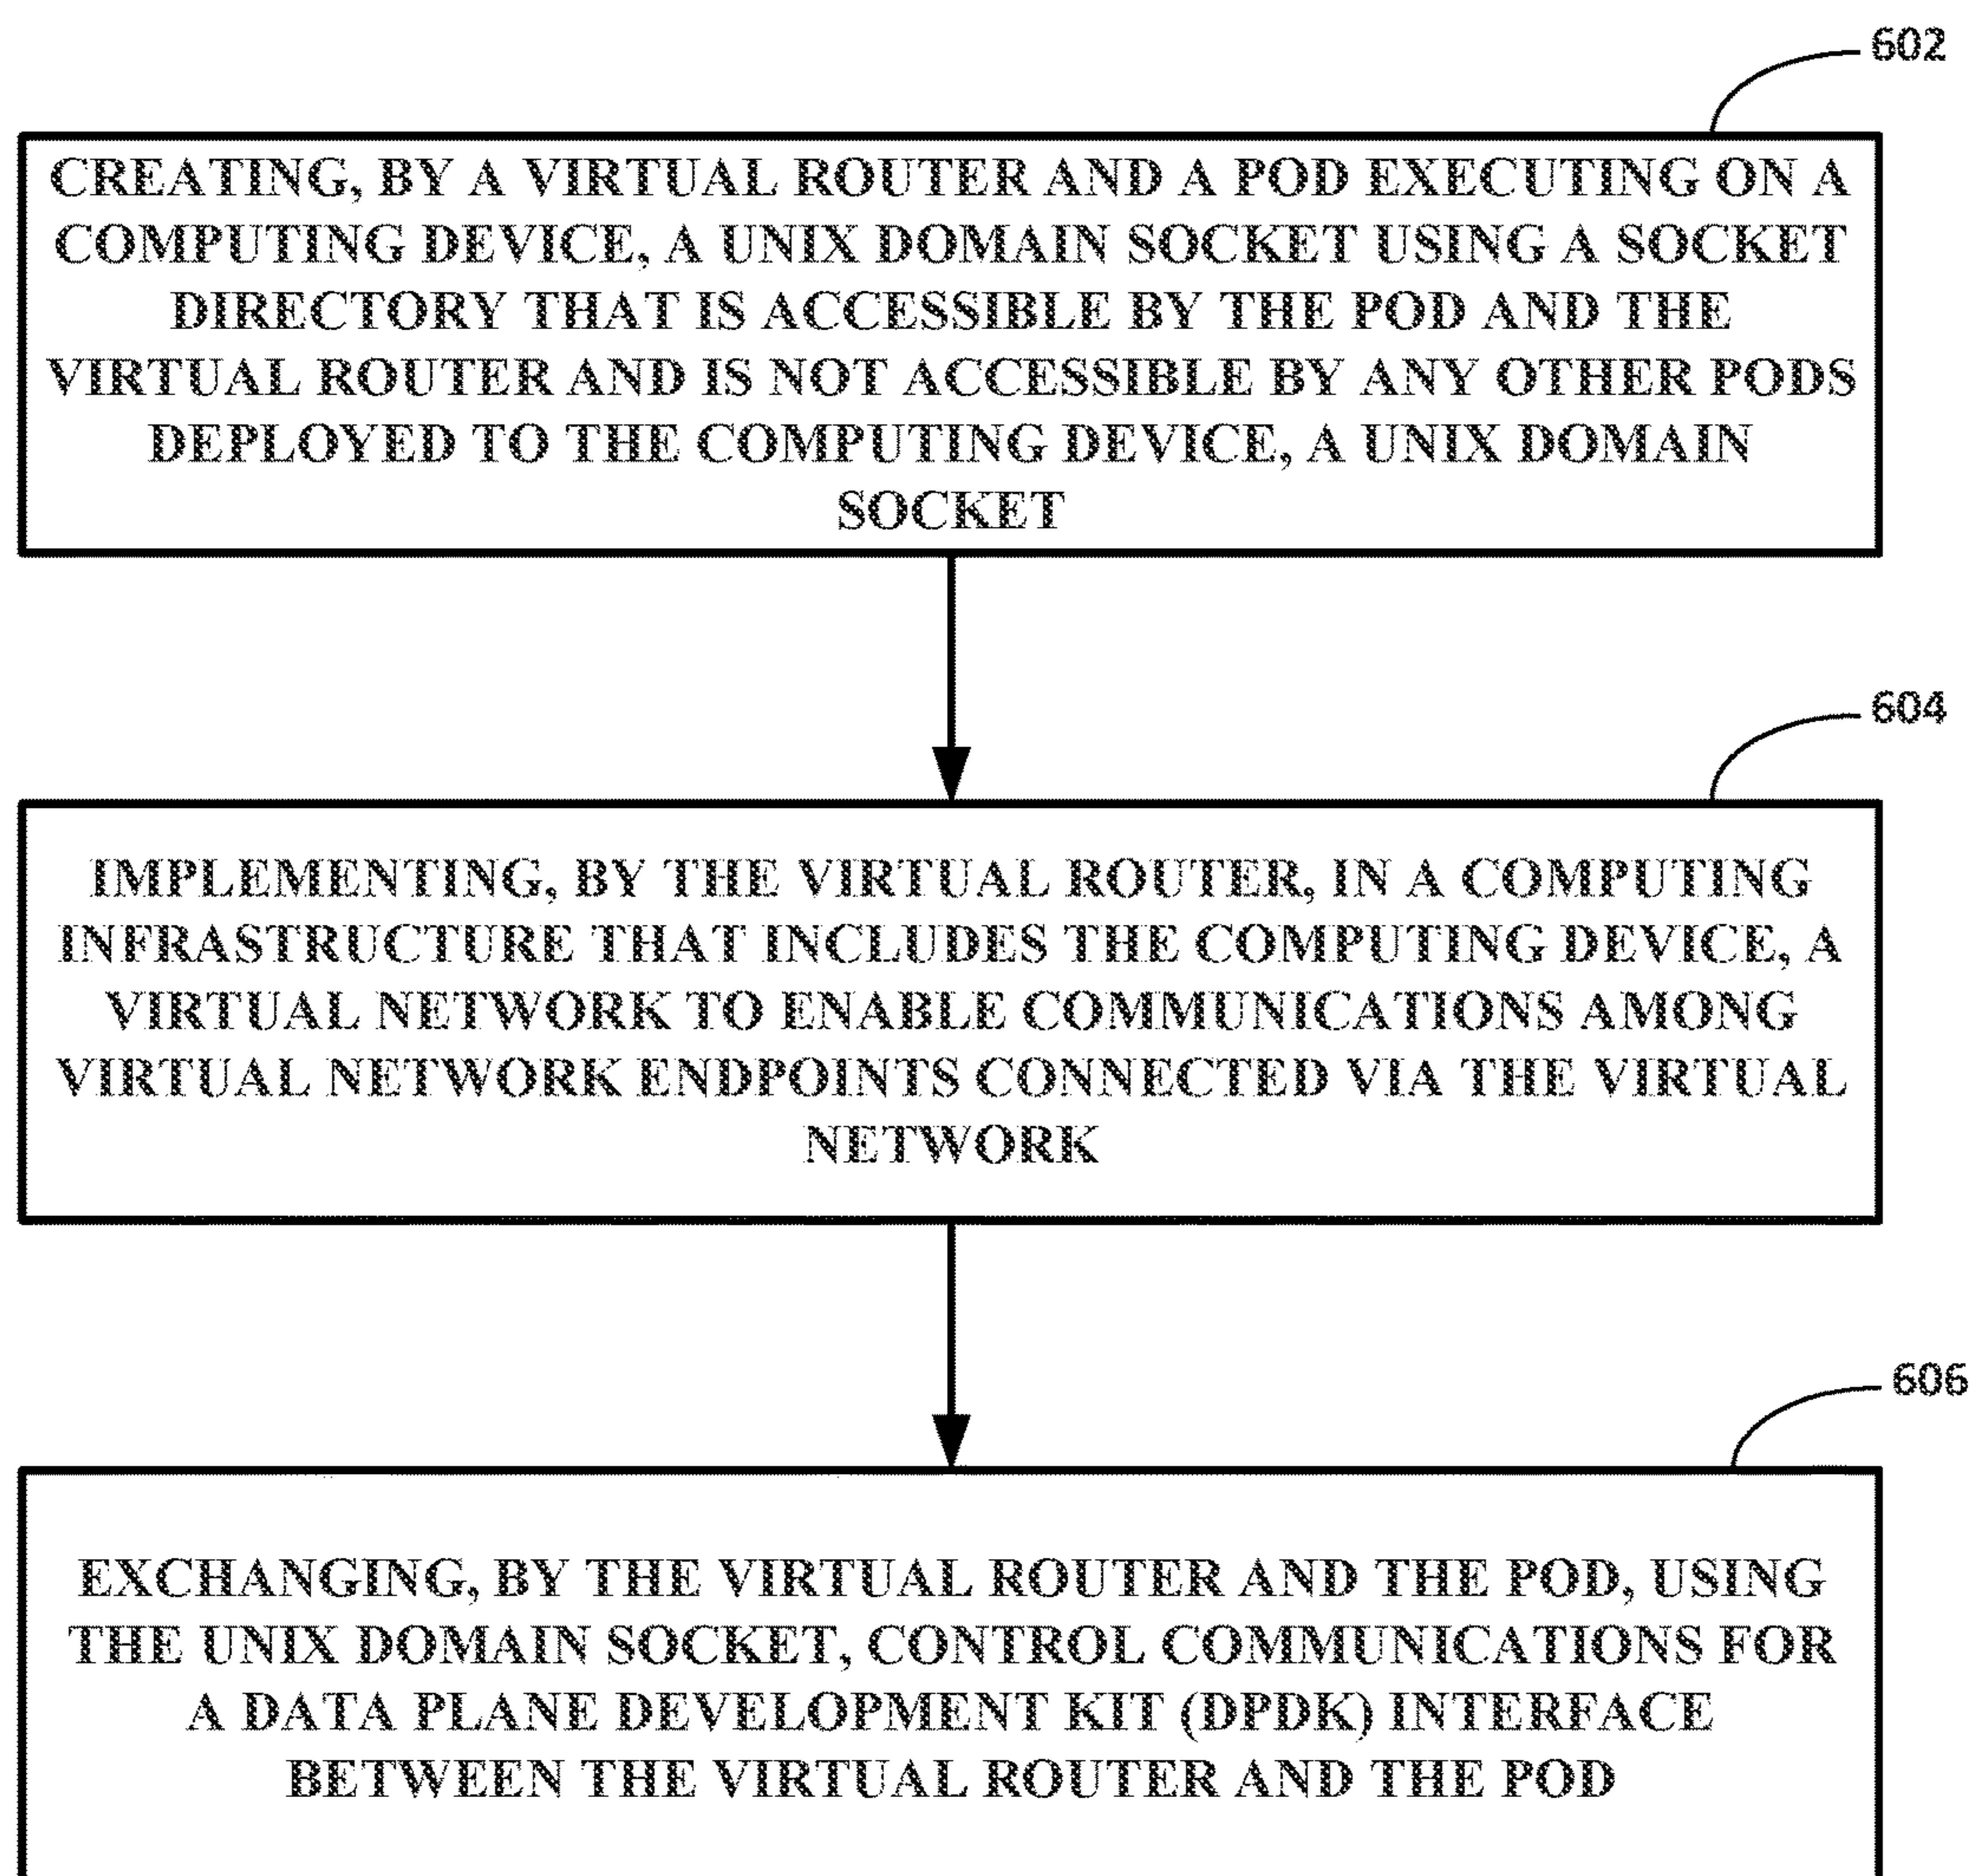 602
CREATING, BY A VIRTUAL ROUTER AND A POD EXECUTING ON A
COMPUTING DEVICE, A UNIX DOMAIN SOCKET USING A SOCKET
DIRECTORY THAT IS ACCESSIBLE BY THE POD AND THE
VIRTUAL ROUTER AND IS NOT ACCESSIBLE BY ANY OTHER PODS
DEPLOYED TO THE COMPUTING DEVICE, A UNIX DOMAIN
SOCKET
604
IMPLEMENTING, BY THE VIRTUAL ROUTER, IN A COMPUTING
INFRASTRUCTURE THAT INCLUDES THE COMPUTING DEVICE, A
VIRTUAL NETWORK TO ENABLE COMMUNICATIONS AMONG
VIRTUAL NETWORK ENDPOINTS CONNECTED VIA THE VIRTUAL
NETWORK
606
EXCHANGING, BY THE VIRTUAL ROUTER AND THE POD, USING
THE UNIX DOMAIN SOCKET, CONTROL COMMUNICATIONS FOR
A DATA PLANE DEVELOPMENT KIT (DPDK) INTERFACE
BETWEEN THE VIRTUAL ROUTER AND THE POD